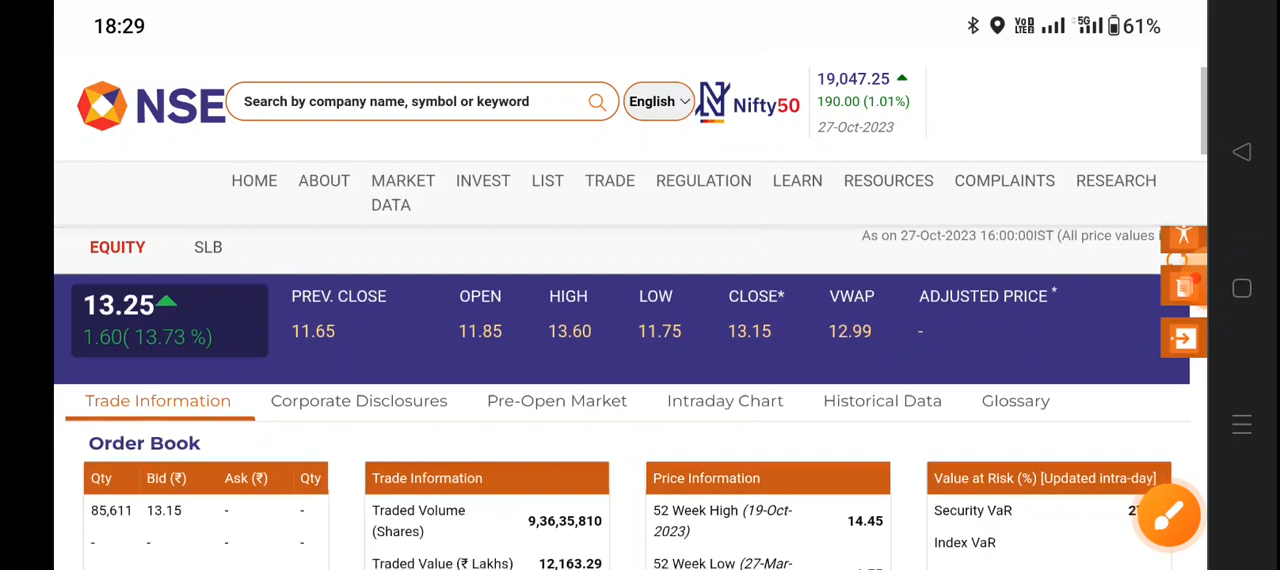 18:29
VoD LTE2 5G 61%
NSE
Search by company name, symbol or keyword
English
Nifty50
19,047.25
190.00 (1.01%)
27-Oct-2023
HOME ABOUT MARKET DATA INVEST LIST TRADE REGULATION LEARN RESOURCES COMPLAINTS RESEARCH
EQUITY SLB
As on 27-Oct-2023 16:00:00IST (All price values
13.25
1.60( 13.73 %)
PREV. CLOSE OPEN HIGH LOW CLOSE* VWAP ADJUSTED PRICE *
11.65 11.85 13.60 11.75 13.15 12.99 -
Trade Information Corporate Disclosures Pre-Open Market Intraday Chart Historical Data Glossary
Order Book
Qty Bid (₹) Ask (₹) Qty
85,611 13.15 - -
- - - -
Trade Information
Traded Volume
(Shares) 9,36,35,810
Traded Value (₹ Lakhs) 12,163.29
Price Information
52 Week High (19-Oct-
2023) 14.45
52 Week Low (27-Mar-
Value at Risk (%) [Updated intra-day]
Security VaR
Index VaR